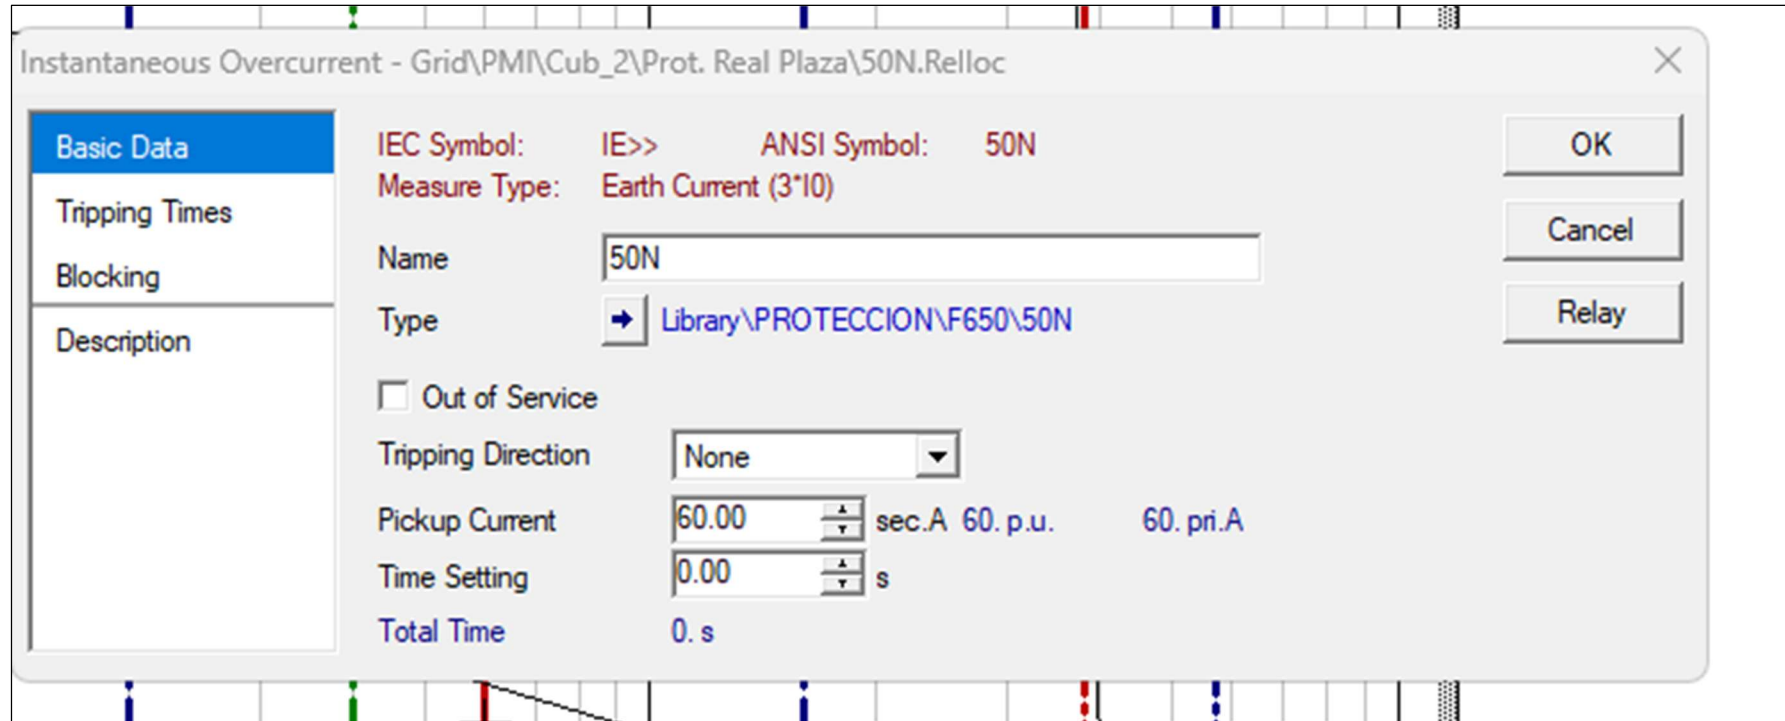 Instantaneous Overcurrent - Grid\PMI\Cub_2\Prot. Real Plaza\50N.Relloc
Basic Data
Tripping Times
Blocking
Description
IEC Symbol: IE>> ANSI Symbol: 50N
Measure Type: Earth Current (3*I0)
Name 50N
Type Library\PROTECCION\F650\50N
Out of Service
Tripping Direction None
Pickup Current 60.00 sec.A 60. p.u. 60. pri.A
Time Setting 0.00 s
Total Time 0. s
OK
Cancel
Relay